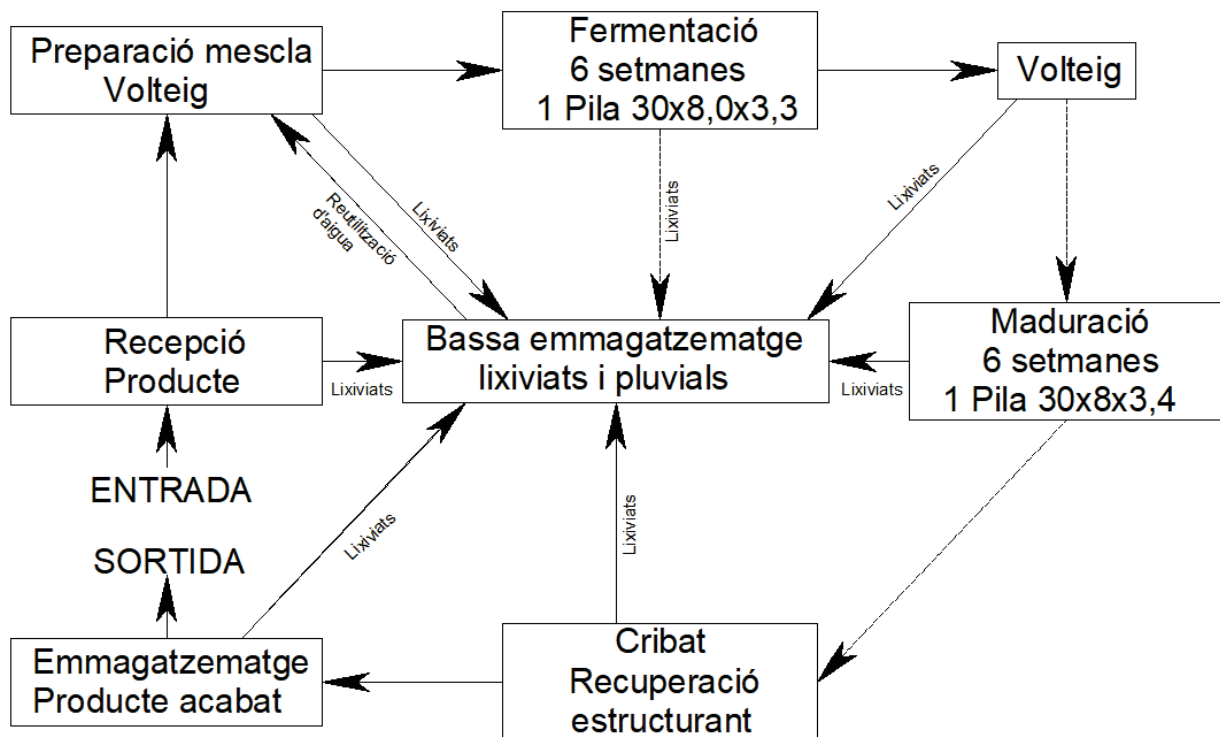 Preparació mescla
Volteig
Fermentació
6 setmanes
1 Pila 30x8,0x3,3
Volteig
Lixiviats
Reutilització
d'aigua
Lixiviats
Lixiviats
Recepció
Producte
Lixiviats
Bassa emmagatzematge
lixiviats i pluvials
Lixiviats
Maduració
6 setmanes
1 Pila 30x8x3,4
ENTRADA
SORTIDA
Lixiviats
Lixiviats
Emmagatzematge
Producte acabat
Cribat
Recuperació
estructurant